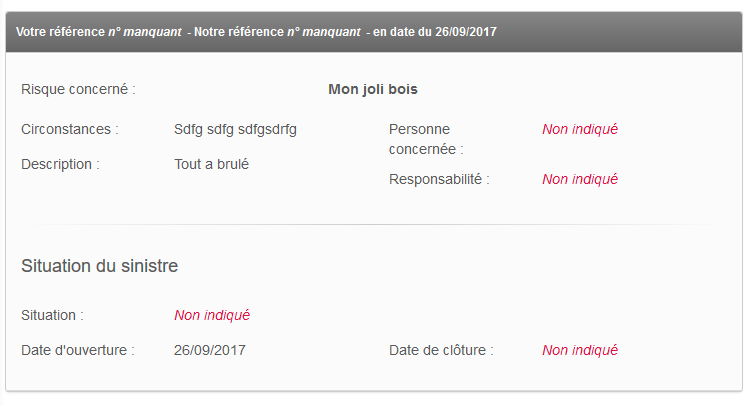 Votre référence n° manquant - Notre référence n° manquant - en date du 26/09/2017
Risque concerné : Mon joli bois
Circonstances : Sdfg sdfg sdfgsdrfg Personne concernée : Non indiqué
Description : Tout a brulé
Responsabilité : Non indiqué
Situation du sinistre
Situation : Non indiqué
Date d'ouverture : 26/09/2017 Date de clôture : Non indiqué